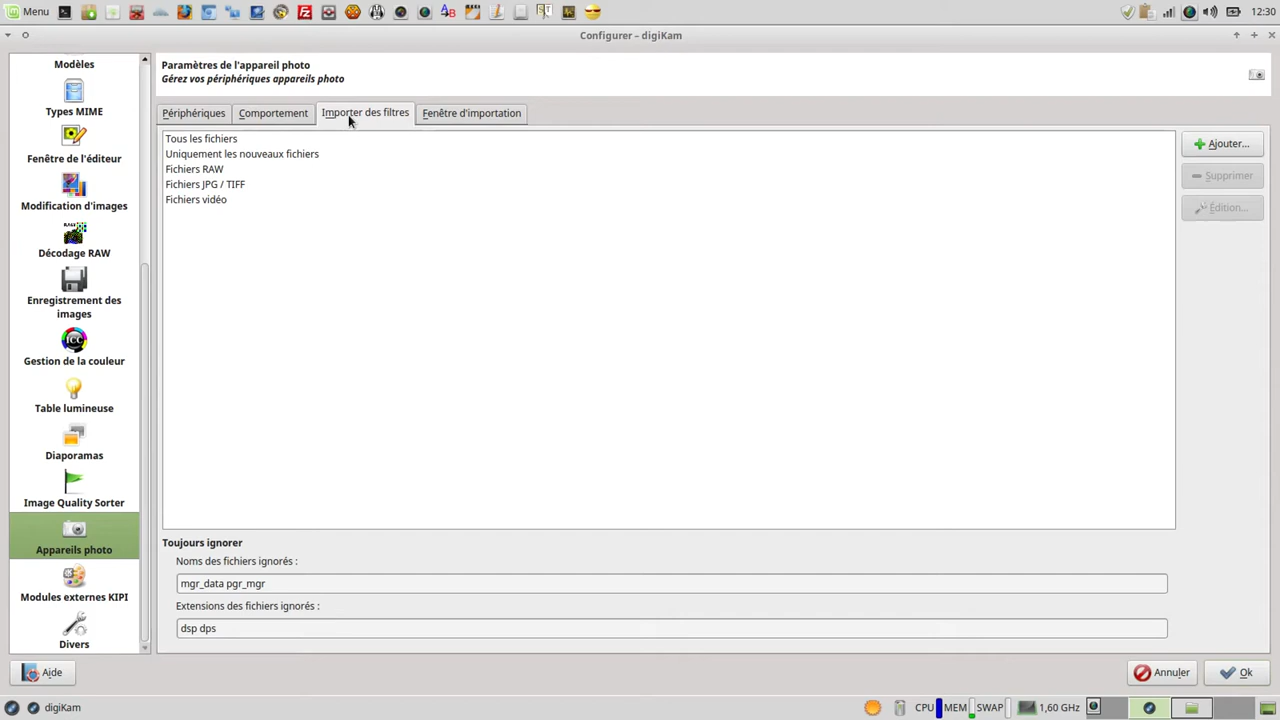 Menu
12:30
Configurer – digiKam
Modèles
Types MIME
Fenêtre de l'éditeur
Modification d'images
Décodage RAW
Enregistrement des
images
ICC
Gestion de la couleur
Table lumineuse
Diaporamas
Image Quality Sorter
Appareils photo
Modules externes KIPI
Divers
Paramètres de l'appareil photo
Gérez vos périphériques appareils photo
Périphériques
Comportement
Importer des filtres
Fenêtre d'importation
Tous les fichiers
Uniquement les nouveaux fichiers
Fichiers RAW
Fichiers JPG / TIFF
Fichiers vidéo
Ajouter...
Supprimer
Édition...
Toujours ignorer
Noms des fichiers ignorés :
mgr_data pgr_mgr
Extensions des fichiers ignorés :
dsp dps
Aide
Annuler
Ok
digiKam
CPU MEM SWAP 1,60 GHz